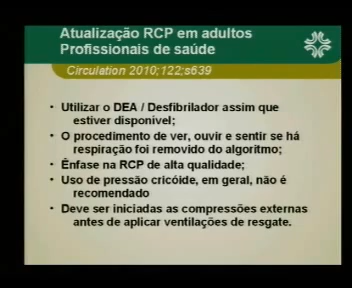 Atualização RCP em adultos
Profissionais de saúde
Circulation 2010;122;s639
• Utilizar o DEA / Desfibrilador assim que
estiver disponível;
• O procedimento de ver, ouvir e sentir se há
respiração foi removido do algoritmo;
• Ênfase na RCP de alta qualidade;
• Uso de pressão cricóide, em geral, não é
recomendado
• Deve ser iniciadas as compressões externas
antes de aplicar ventilações de resgate.